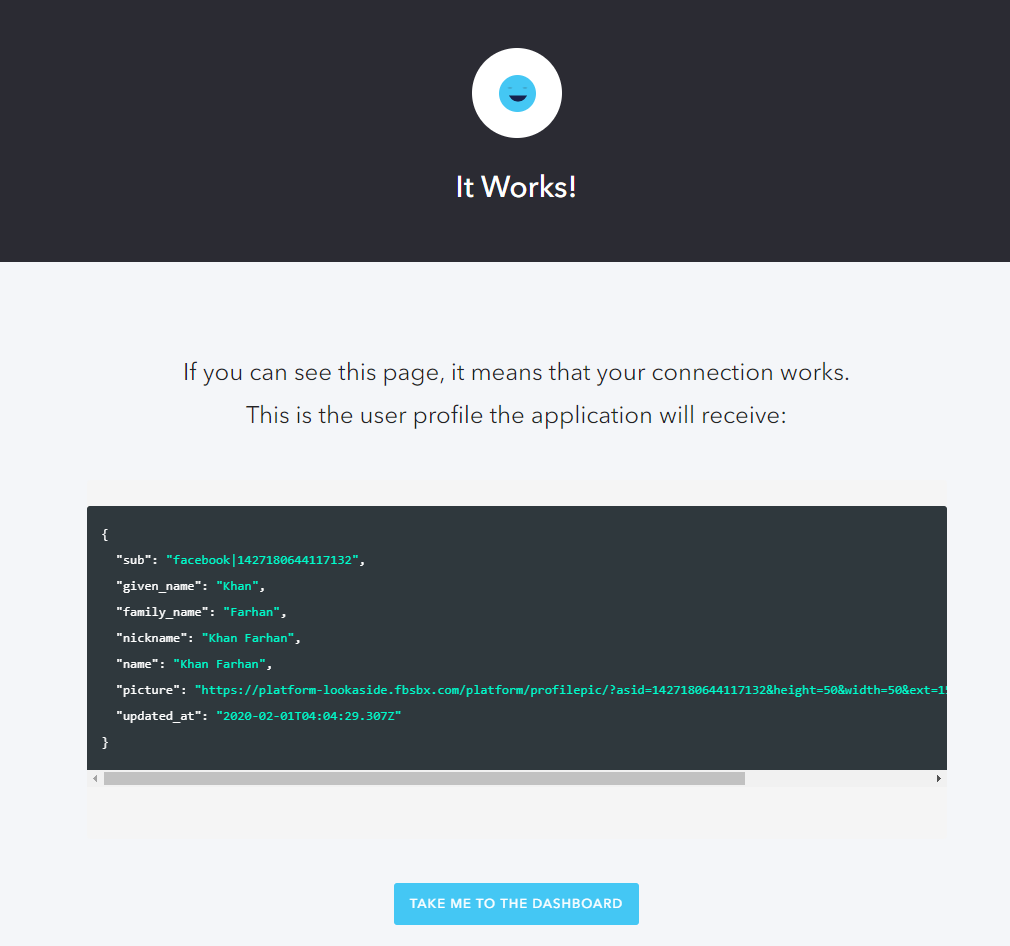 It Works!
If you can see this page, it means that your connection works.
This is the user profile the application will receive:
{
"sub": "facebook|1427180644117132",
"given_name": "Khan",
"family_name": "Farhan",
"nickname": "Khan Farhan",
"name": "Khan Farhan",
"picture": "https://platform-lookaside.fbsbx.com/platform/profilepic/?asid=1427180644117132&height=50&width=50&ext=15
"updated_at": "2020-02-01T04:04:29.307Z"
}
TAKE ME TO THE DASHBOARD